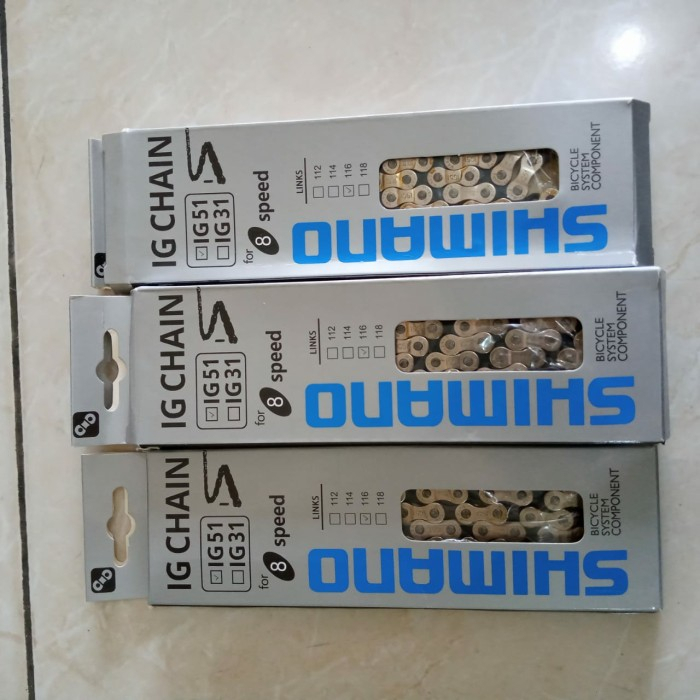 IG CHAIN
IG51
IG31
for 8 speed
LINKS
112
114
116
118
SHIMANO
BICYCLE
SYSTEM
COMPONENT
IG CHAIN
IG51
IG31
for 8 speed
LINKS
112
114
116
118
SHIMANO
BICYCLE
SYSTEM
COMPONENT
IG CHAIN
IG51
IG31
for 8 speed
LINKS
112
114
116
118
SHIMANO
BICYCLE
SYSTEM
COMPONENT